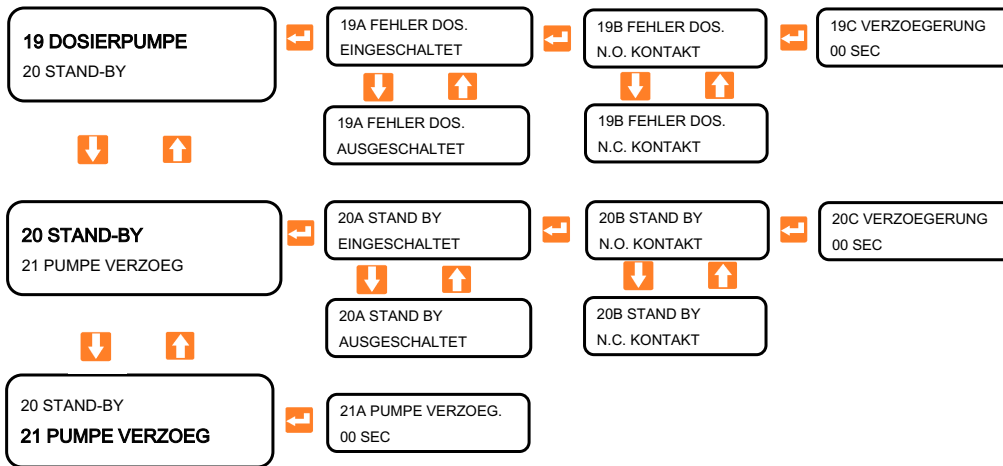 19 DOSIERPUMPE
20 STAND-BY
19A FEHLER DOS.
EINGESCHALTET
19B FEHLER DOS.
N.O. KONTAKT
19C VERZOEGERUNG
00 SEC
19A FEHLER DOS.
AUSGESCHALTET
19B FEHLER DOS.
N.C. KONTAKT
20 STAND-BY
21 PUMPE VERZOEG
20A STAND BY
EINGESCHALTET
20B STAND BY
N.O. KONTAKT
20C VERZOEGERUNG
00 SEC
20A STAND BY
AUSGESCHALTET
20B STAND BY
N.C. KONTAKT
20 STAND-BY
21 PUMPE VERZOEG
21A PUMPE VERZOEG.
00 SEC